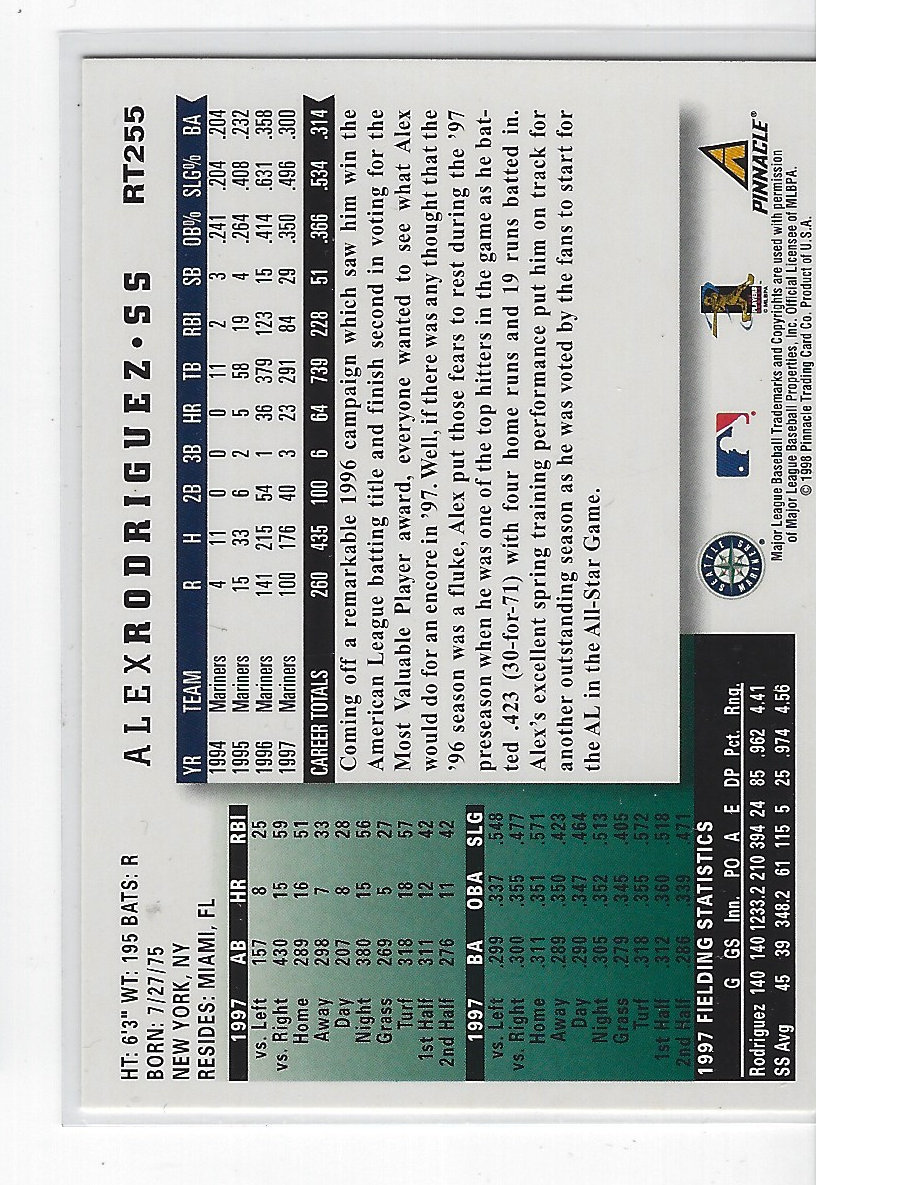 HT: 6'3" WT: 195 BATS: R
BORN: 7/27/75
NEW YORK, NY
RESIDES: MIAMI, FL
ALEXRODRIGUEZ•SS RT255
1997 AB HR RBI
vs. Left 157 8 25
vs. Right 430 15 59
Home 289 16 51
Away 298 7 33
Day 207 8 28
Night 380 15 56
Grass 269 5 27
Turf 318 18 57
1st Half 311 12 42
2nd Half 276 11 42
1997 BA OBA SLG
vs. Left .299 .337 .548
vs. Right .300 .355 .477
Home .311 .351 .571
Away .289 .350 .423
Day .290 .347 .464
Night .305 .352 .513
Grass .279 .345 .405
Turf .318 .355 .572
1st Half .312 .360 .518
2nd Half .286 .339 .471
YR TEAM R H 2B 3B HR TB RBI SB OB% SLG% BA
1994 Mariners 4 11 0 0 0 11 2 3 .241 .204 .204
1995 Mariners 15 33 6 2 5 58 19 4 .264 .408 .232
1996 Mariners 141 215 54 1 36 379 123 15 .414 .631 .358
1997 Mariners 100 176 40 3 23 291 84 29 .350 .496 .300
CAREER TOTALS 260 435 100 6 64 739 228 51 .366 .534 .314
Coming off a remarkable 1996 campaign which saw him win the
American League batting title and finish second in voting for the
Most Valuable Player award, everyone wanted to see what Alex
would do for an encore in '97. Well, if there was any thought that the
'96 season was a fluke, Alex put those fears to rest during the '97
preseason when he was one of the top hitters in the game as he bat-
ted .423 (30-for-71) with four home runs and 19 runs batted in.
Alex's excellent spring training performance put him on track for
another outstanding season as he was voted by the fans to start for
the AL in the All-Star Game.
1997 FIELDING STATISTICS
G GS Inn. PO A E DP Pct. Rng.
Rodriguez 140 140 1233.2 210 394 24 85 .962 4.41
SS Avg 45 39 348.2 61 115 5 25 .974 4.56
SEATTLE MARINERS
© MLBPA
PINNACLE®
Major League Baseball Trademarks and Copyrights are used with permission
of Major League Baseball Properties, Inc. Official Licensee of MLBPA.
© 1998 Pinnacle Trading Card Co. Product of U.S.A.